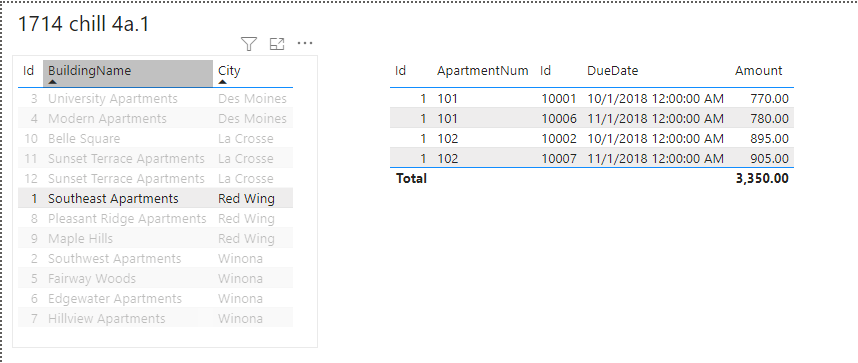 1714 chill 4a.1
Id BuildingName City
3 University Apartments Des Moines
4 Modern Apartments Des Moines
10 Belle Square La Crosse
11 Sunset Terrace Apartments La Crosse
12 Sunset Terrace Apartments La Crosse
1 Southeast Apartments Red Wing
8 Pleasant Ridge Apartments Red Wing
9 Maple Hills Red Wing
2 Southwest Apartments Winona
5 Fairway Woods Winona
6 Edgewater Apartments Winona
7 Hillview Apartments Winona
Id ApartmentNum Id DueDate Amount
1 101 10001 10/1/2018 12:00:00 AM 770.00
1 101 10006 11/1/2018 12:00:00 AM 780.00
1 102 10002 10/1/2018 12:00:00 AM 895.00
1 102 10007 11/1/2018 12:00:00 AM 905.00
Total 3,350.00